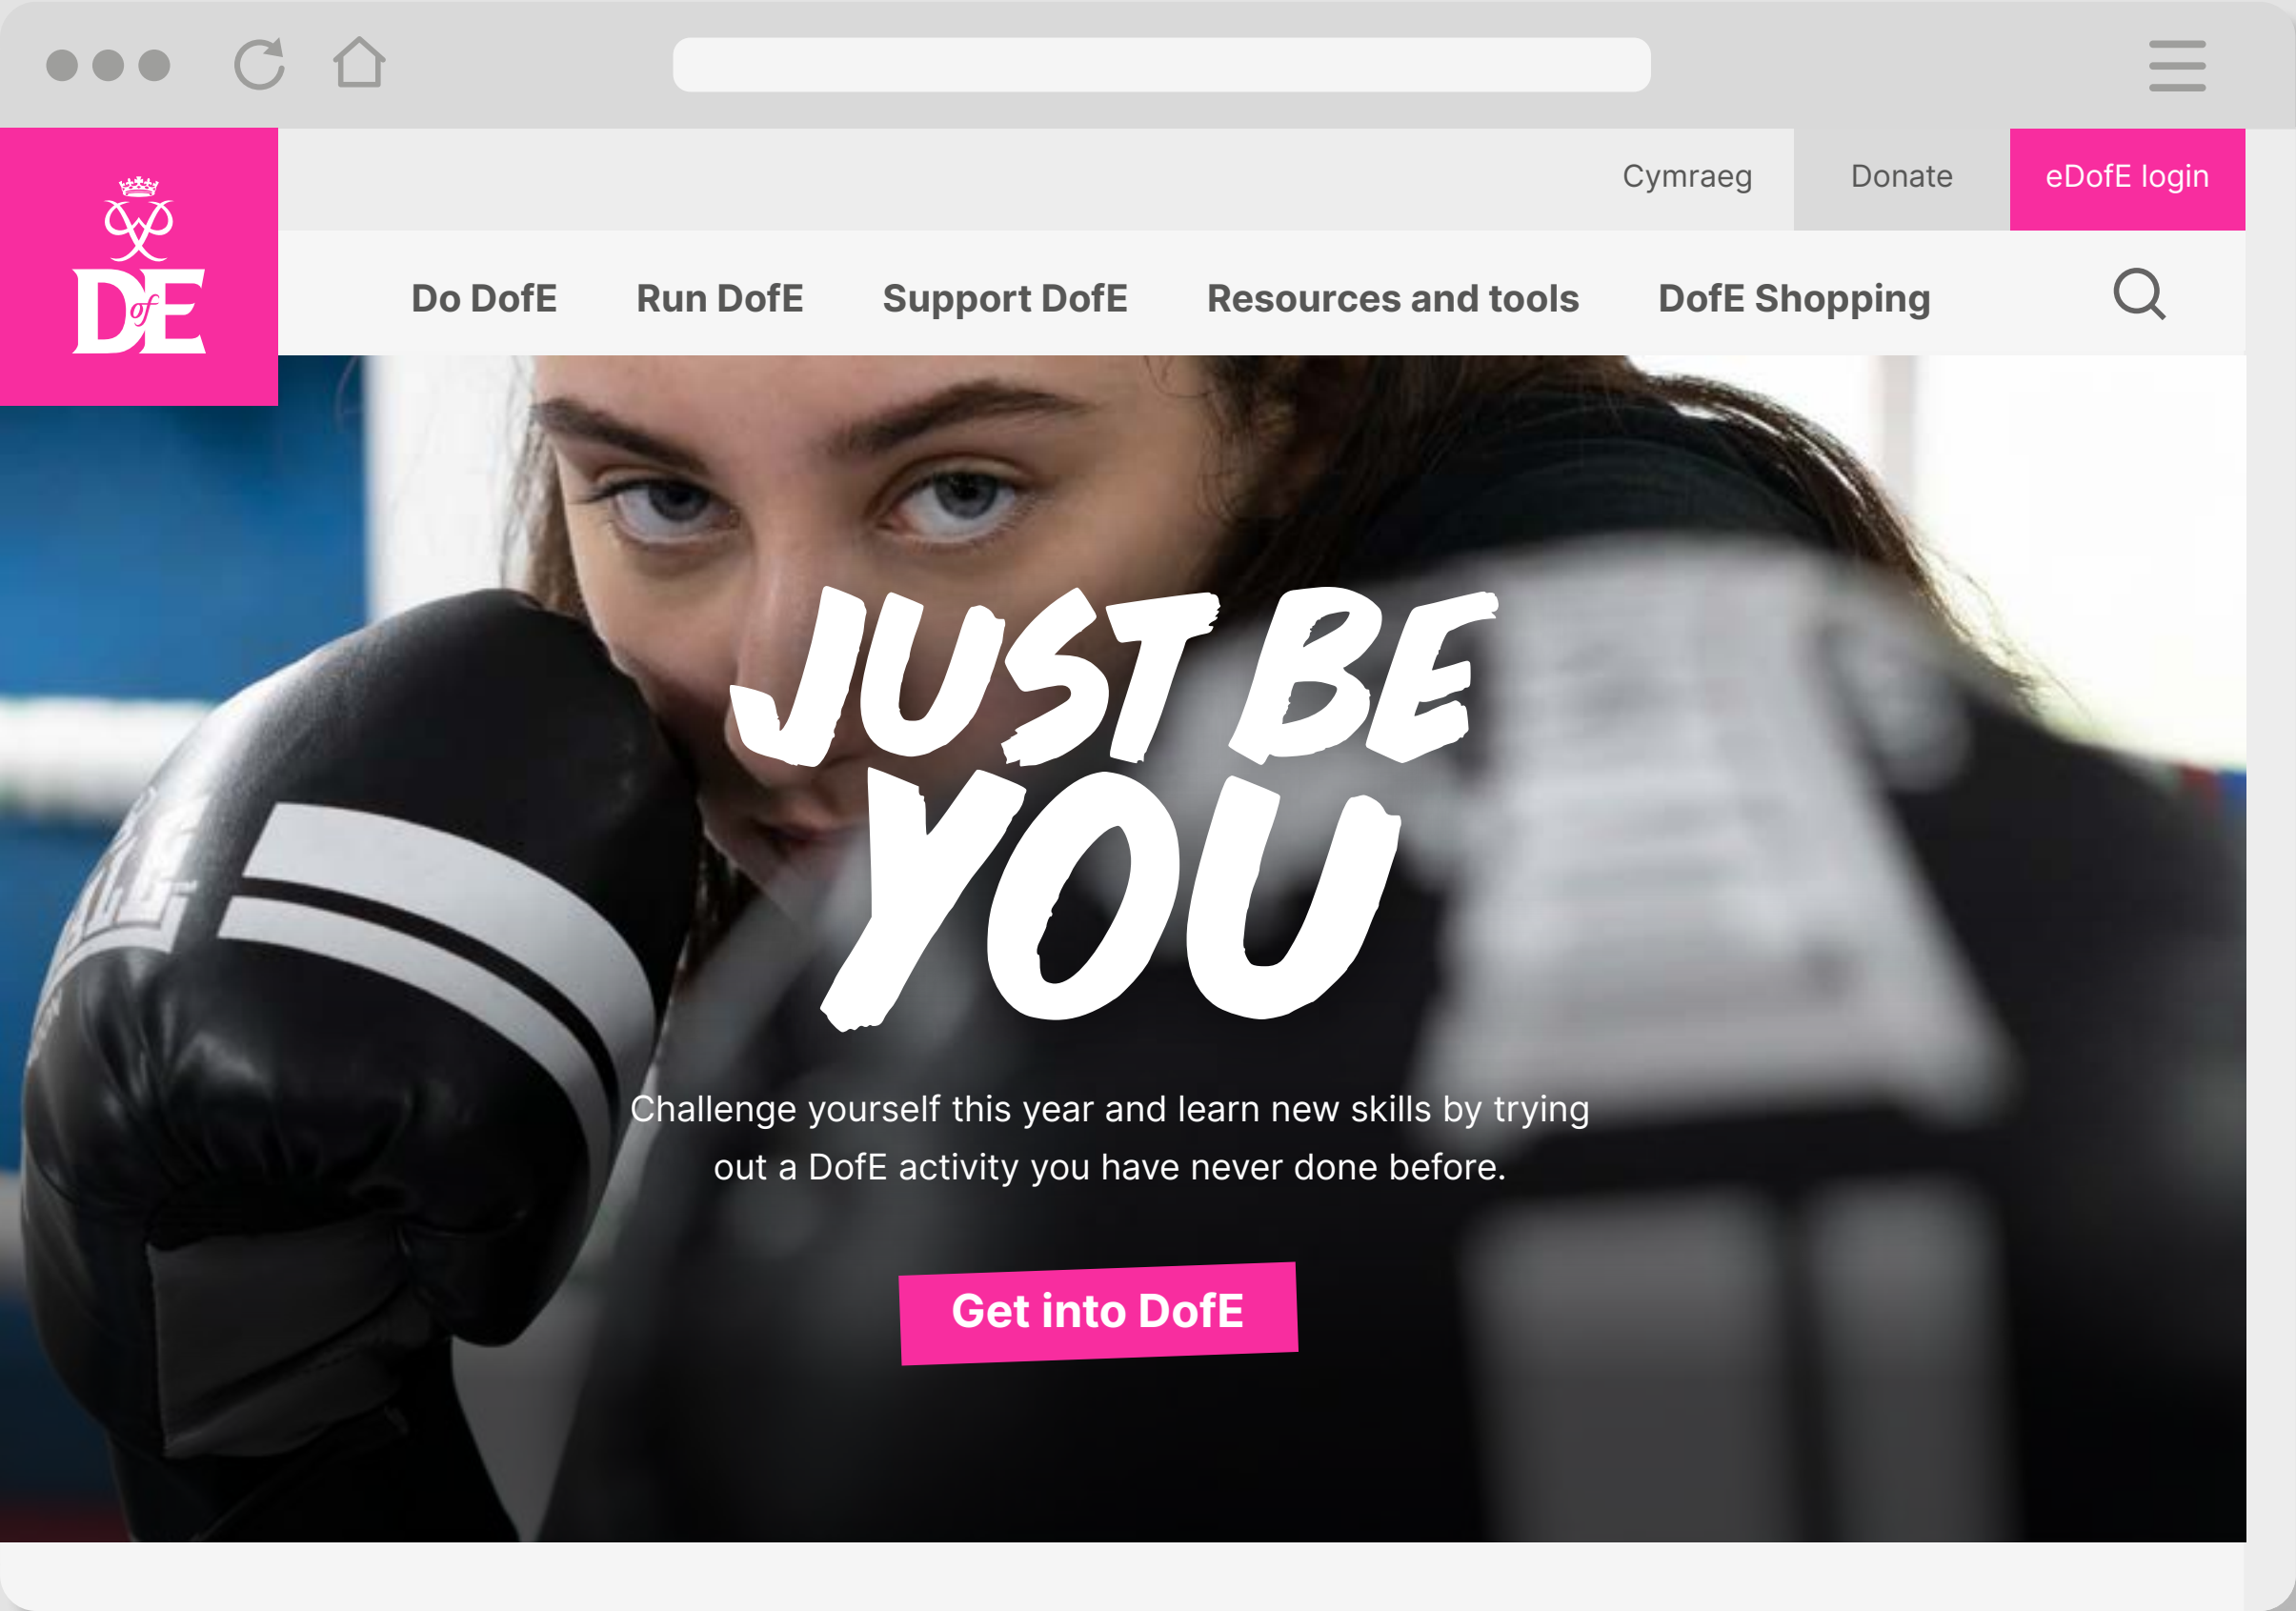 Cymraeg
Donate
eDofE login
DofE
Do DofE
Run DofE
Support DofE
Resources and tools
DofE Shopping
JUST BE
YOU
Challenge yourself this year and learn new skills by trying
out a DofE activity you have never done before.
Get into DofE